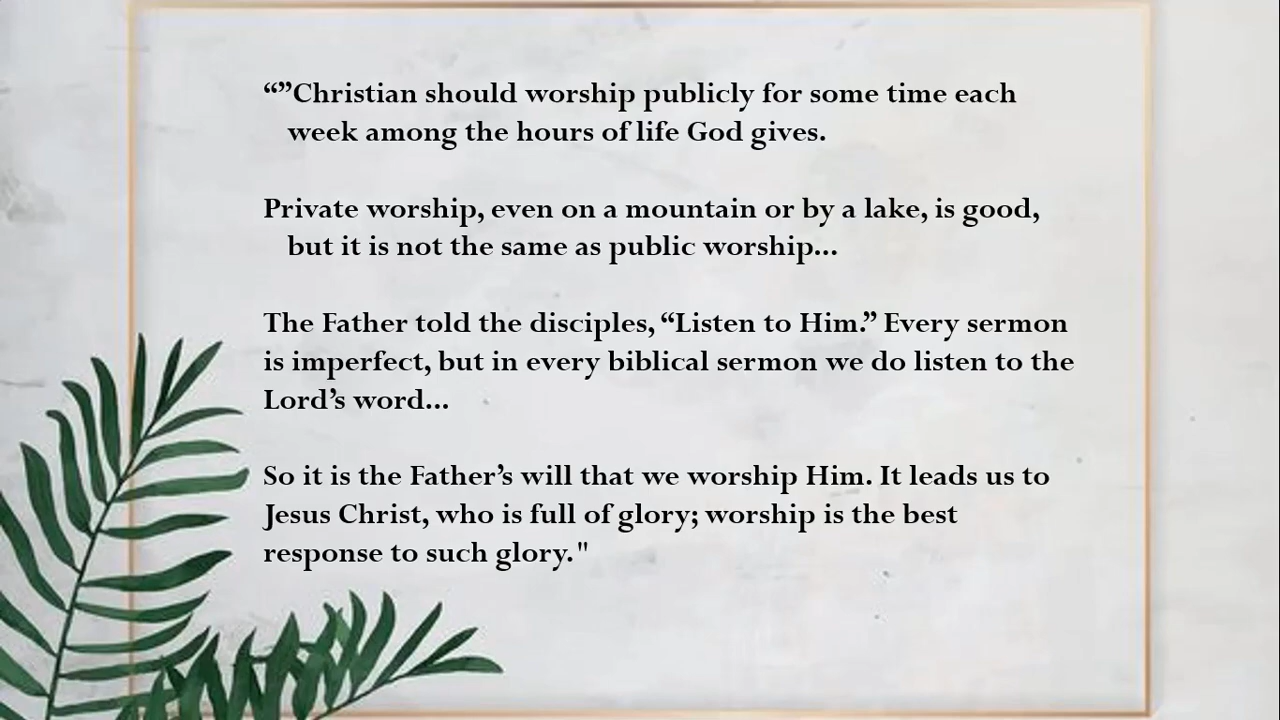 “”Christian should worship publicly for some time each
week among the hours of life God gives.
Private worship, even on a mountain or by a lake, is good,
but it is not the same as public worship...
The Father told the disciples, “Listen to Him.” Every sermon
is imperfect, but in every biblical sermon we do listen to the
Lord’s word...
So it is the Father’s will that we worship Him. It leads us to
Jesus Christ, who is full of glory; worship is the best
response to such glory."